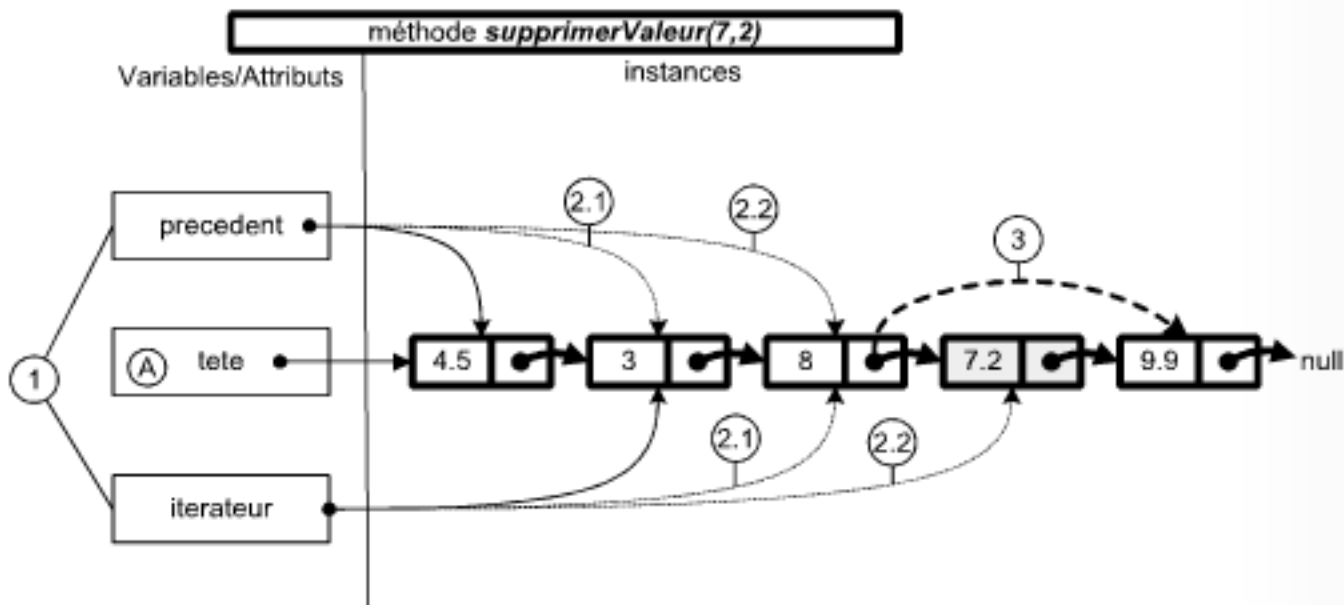 méthode supprimerValeur(7,2)
Variables/Attributs
instances
2.1
2.2
precedent
3
A
tete
4.5
3
8
7.2
9.9
null
1
2.1
2.2
iterateur